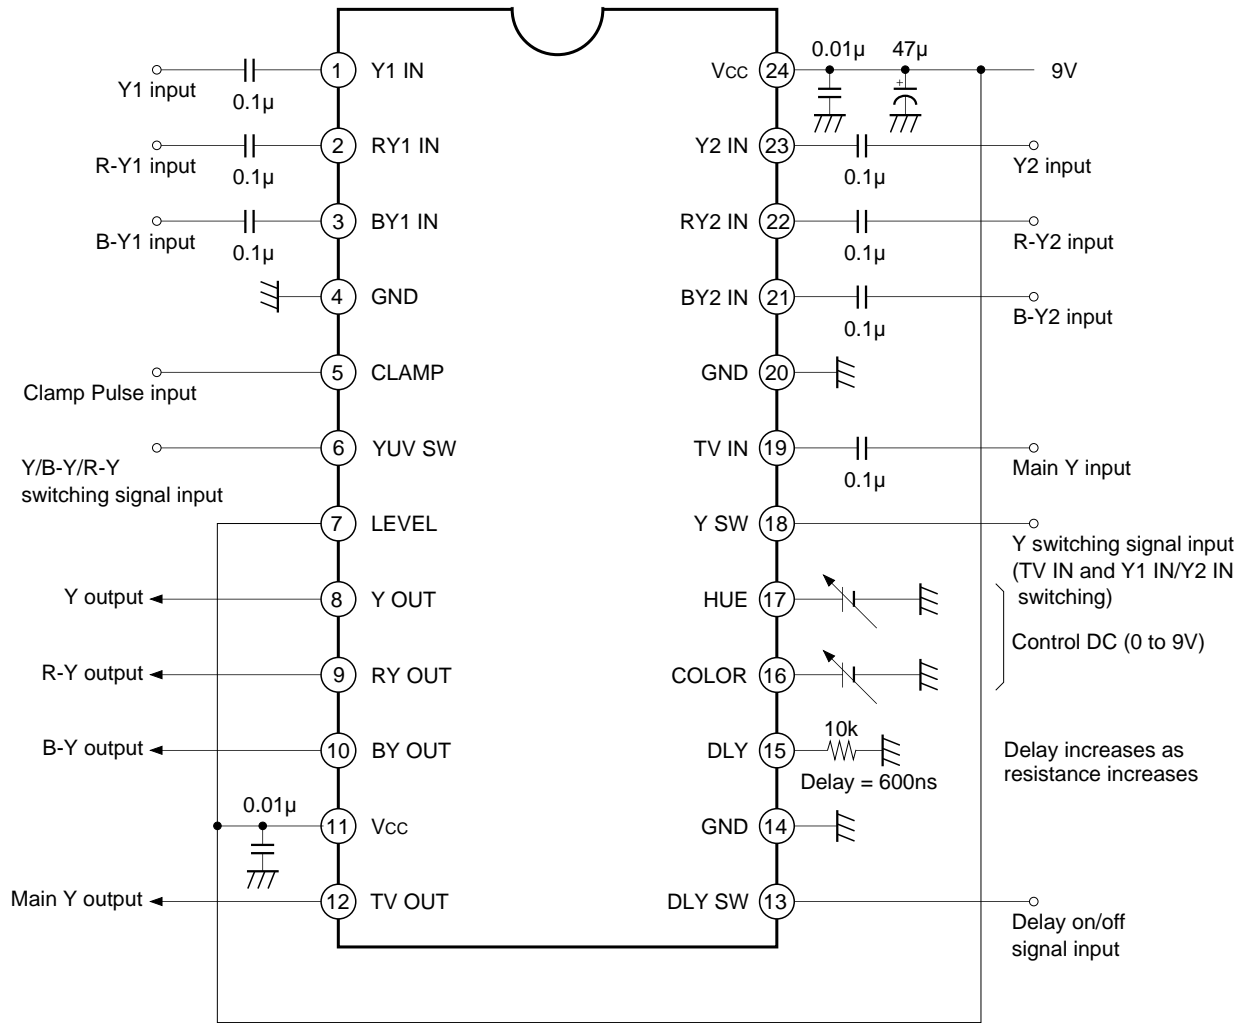 1 Y1 IN
Y1 input
0.1µ
2 RY1 IN
R-Y1 input
0.1µ
3 BY1 IN
B-Y1 input
0.1µ
4 GND
5 CLAMP
Clamp Pulse input
6 YUV SW
Y/B-Y/R-Y
switching signal input
7 LEVEL
Y output 8 Y OUT
R-Y output 9 RY OUT
B-Y output 10 BY OUT
0.01µ
11 Vcc
Main Y output 12 TV OUT
0.01µ 47µ
Vcc 24 + 9V
Y2 IN 23
0.1µ
Y2 input
RY2 IN 22
0.1µ
R-Y2 input
BY2 IN 21
0.1µ
B-Y2 input
GND 20
TV IN 19
0.1µ
Main Y input
Y SW 18
Y switching signal input
(TV IN and Y1 IN/Y2 IN
switching)
HUE 17
Control DC (0 to 9V)
COLOR 16
10k
DLY 15
Delay = 600ns
Delay increases as
resistance increases
GND 14
DLY SW 13
Delay on/off
signal input